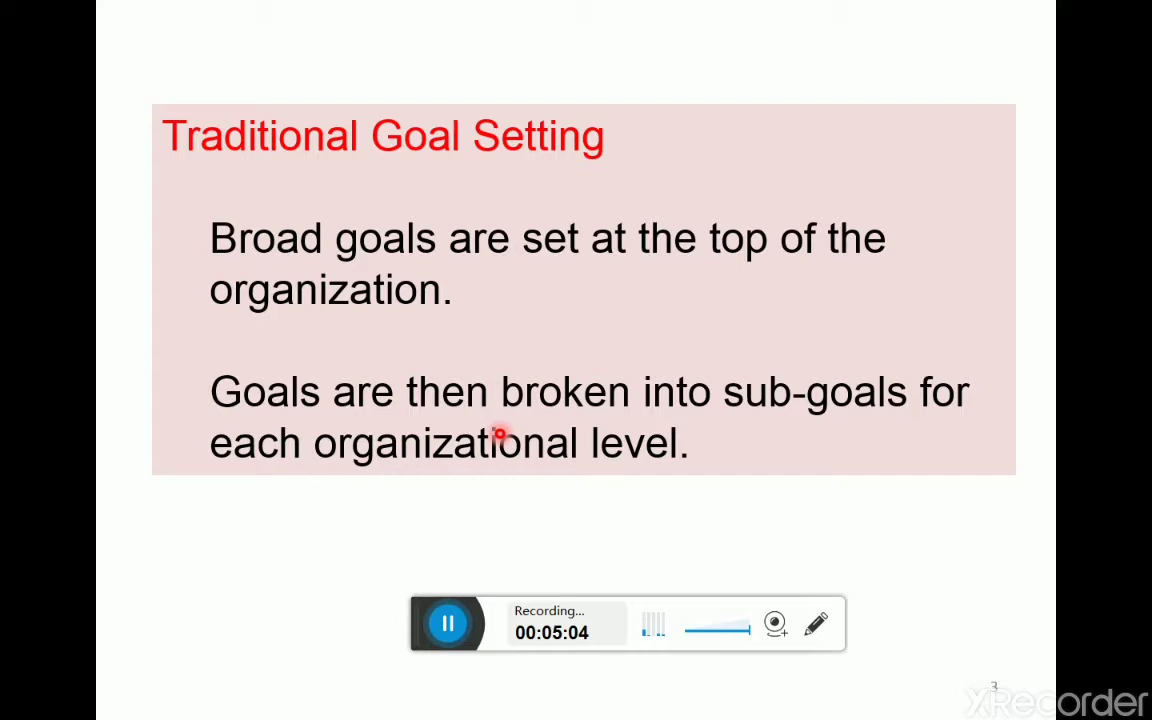 Traditional Goal Setting
Broad goals are set at the top of the
organization.
Goals are then broken into sub-goals for
each organizational level.
Recording...
00:05:04
3
XRecorder